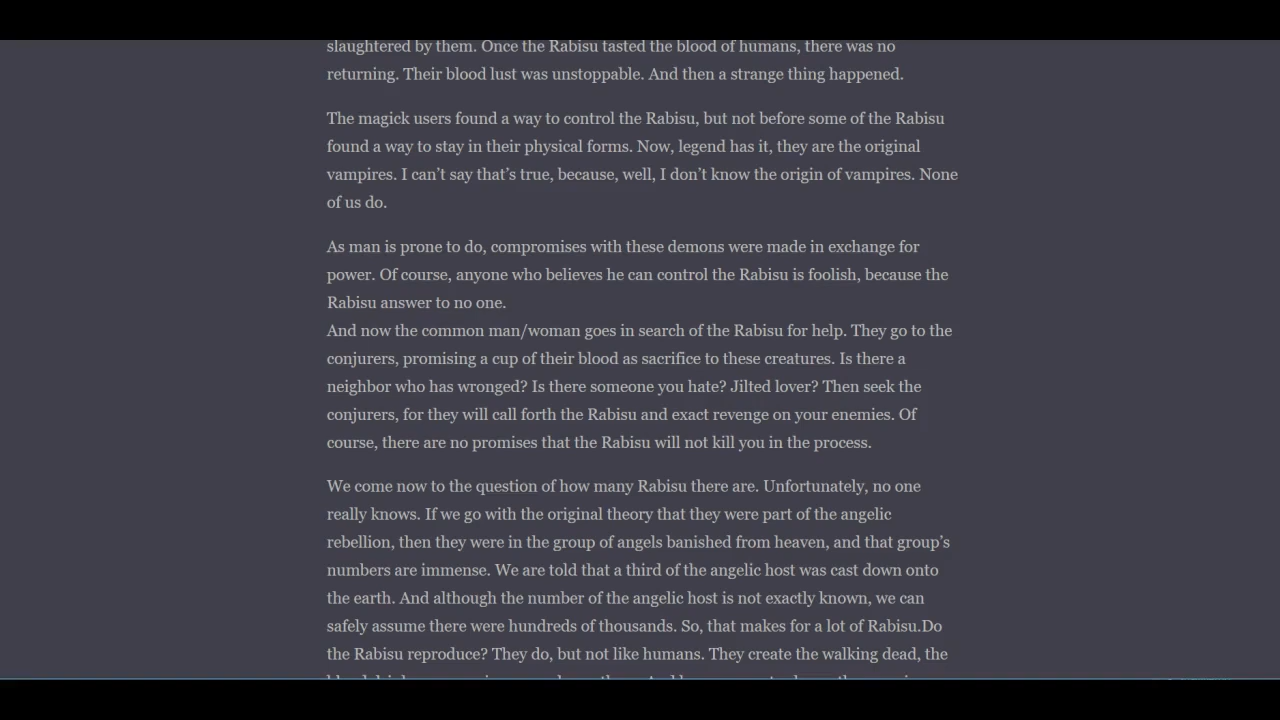 slaughtered by them. Once the Rabisu tasted the blood of humans, there was no
returning. Their blood lust was unstoppable. And then a strange thing happened.
The magick users found a way to control the Rabisu, but not before some of the Rabisu
found a way to stay in their physical forms. Now, legend has it, they are the original
vampires. I can’t say that’s true, because, well, I don’t know the origin of vampires. None
of us do.
As man is prone to do, compromises with these demons were made in exchange for
power. Of course, anyone who believes he can control the Rabisu is foolish, because the
Rabisu answer to no one.
And now the common man/woman goes in search of the Rabisu for help. They go to the
conjurers, promising a cup of their blood as sacrifice to these creatures. Is there a
neighbor who has wronged? Is there someone you hate? Jilted lover? Then seek the
conjurers, for they will call forth the Rabisu and exact revenge on your enemies. Of
course, there are no promises that the Rabisu will not kill you in the process.
We come now to the question of how many Rabisu there are. Unfortunately, no one
really knows. If we go with the original theory that they were part of the angelic
rebellion, then they were in the group of angels banished from heaven, and that group’s
numbers are immense. We are told that a third of the angelic host was cast down onto
the earth. And although the number of the angelic host is not exactly known, we can
safely assume there were hundreds of thousands. So, that makes for a lot of Rabisu.Do
the Rabisu reproduce? They do, but not like humans. They create the walking dead, the